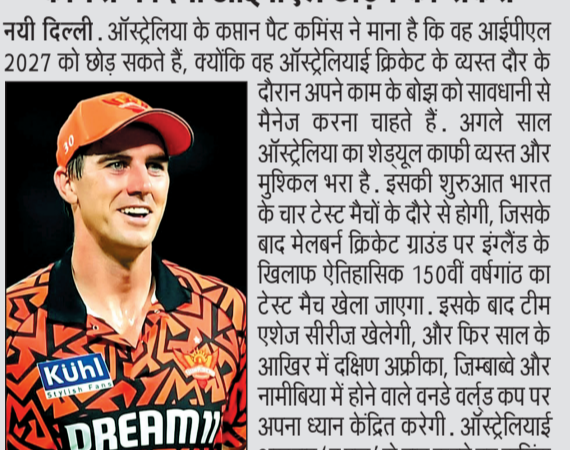 नयी दिल्ली. ऑस्ट्रेलिया के कप्तान पैट कमिंस ने माना है कि वह आईपीएल
2027 को छोड़ सकते हैं, क्योंकि वह ऑस्ट्रेलियाई क्रिकेट के व्यस्त दौर के
दौरान अपने काम के बोझ को सावधानी से
मैनेज करना चाहते हैं. अगले साल
ऑस्ट्रेलिया का शेड्यूल काफी व्यस्त और
मुश्किल भरा है. इसकी शुरुआत भारत
के चार टेस्ट मैचों के दौरे से होगी, जिसके
बाद मेलबर्न क्रिकेट ग्राउंड पर इंग्लैंड के
खिलाफ ऐतिहासिक 150वीं वर्षगांठ का
टेस्ट मैच खेला जाएगा. इसके बाद टीम
एशेज सीरीज खेलेगी, और फिर साल के
आखिर में दक्षिण अफ्रीका, जिम्बाब्वे और
नामीबिया में होने वाले वनडे वर्ल्ड कप पर
अपना ध्यान केंद्रित करेगी. ऑस्ट्रेलियाई
30
Kühl
Stylish Fans
DREAM11